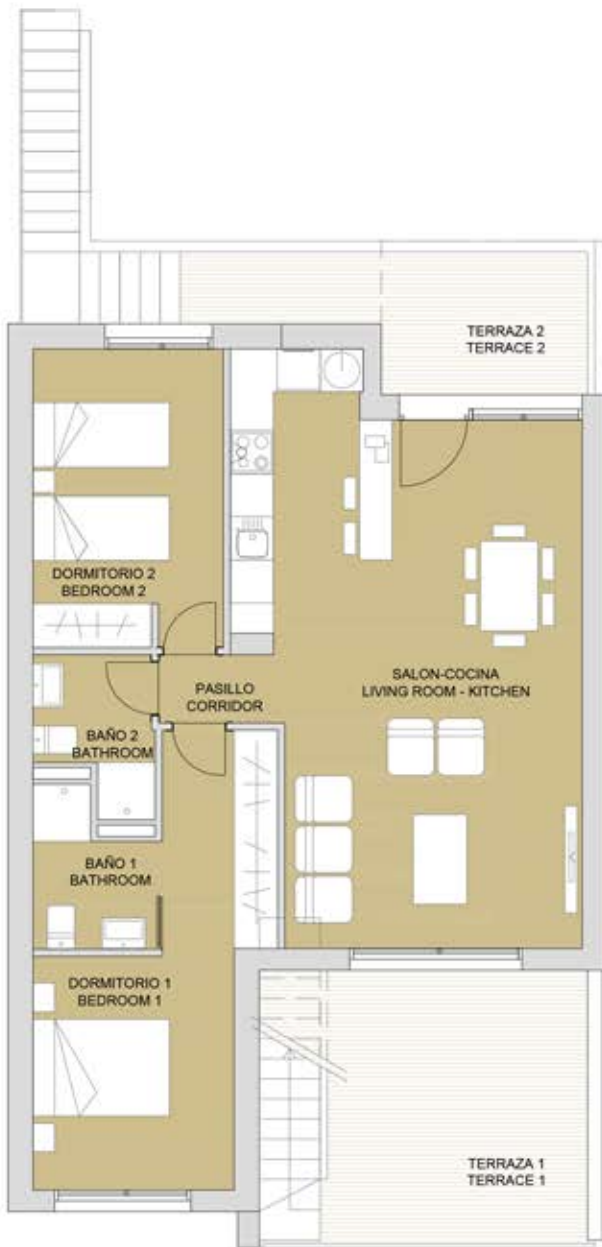 TERRAZA 2
TERRACE 2
DORMITORIO 2
BEDROOM 2
SALON-COCINA
LIVING ROOM - KITCHEN
PASILLO
CORRIDOR
BAÑO 2
BATHROOM
BAÑO 1
BATHROOM
DORMITORIO 1
BEDROOM 1
TERRAZA 1
TERRACE 1